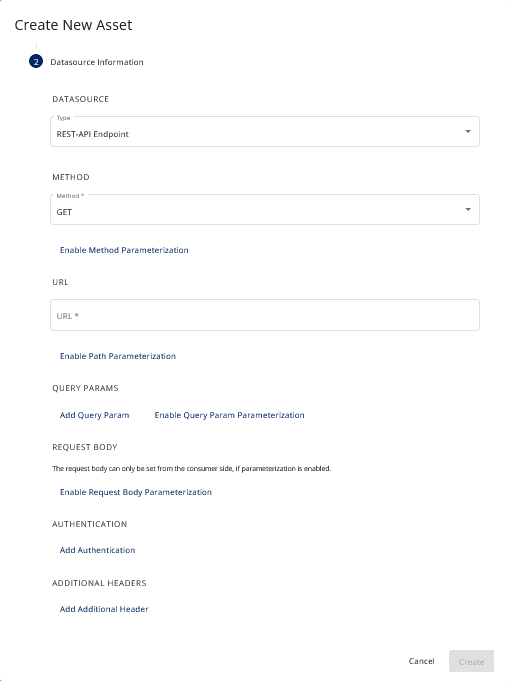 Create New Asset
2 Datasource Information
DATASOURCE
Type
REST-API Endpoint
METHOD
Method *
GET
Enable Method Parameterization
URL
URL *
Enable Path Parameterization
QUERY PARAMS
Add Query Param Enable Query Param Parameterization
REQUEST BODY
The request body can only be set from the consumer side, if parameterization is enabled.
Enable Request Body Parameterization
AUTHENTICATION
Add Authentication
ADDITIONAL HEADERS
Add Additional Header
Cancel Create